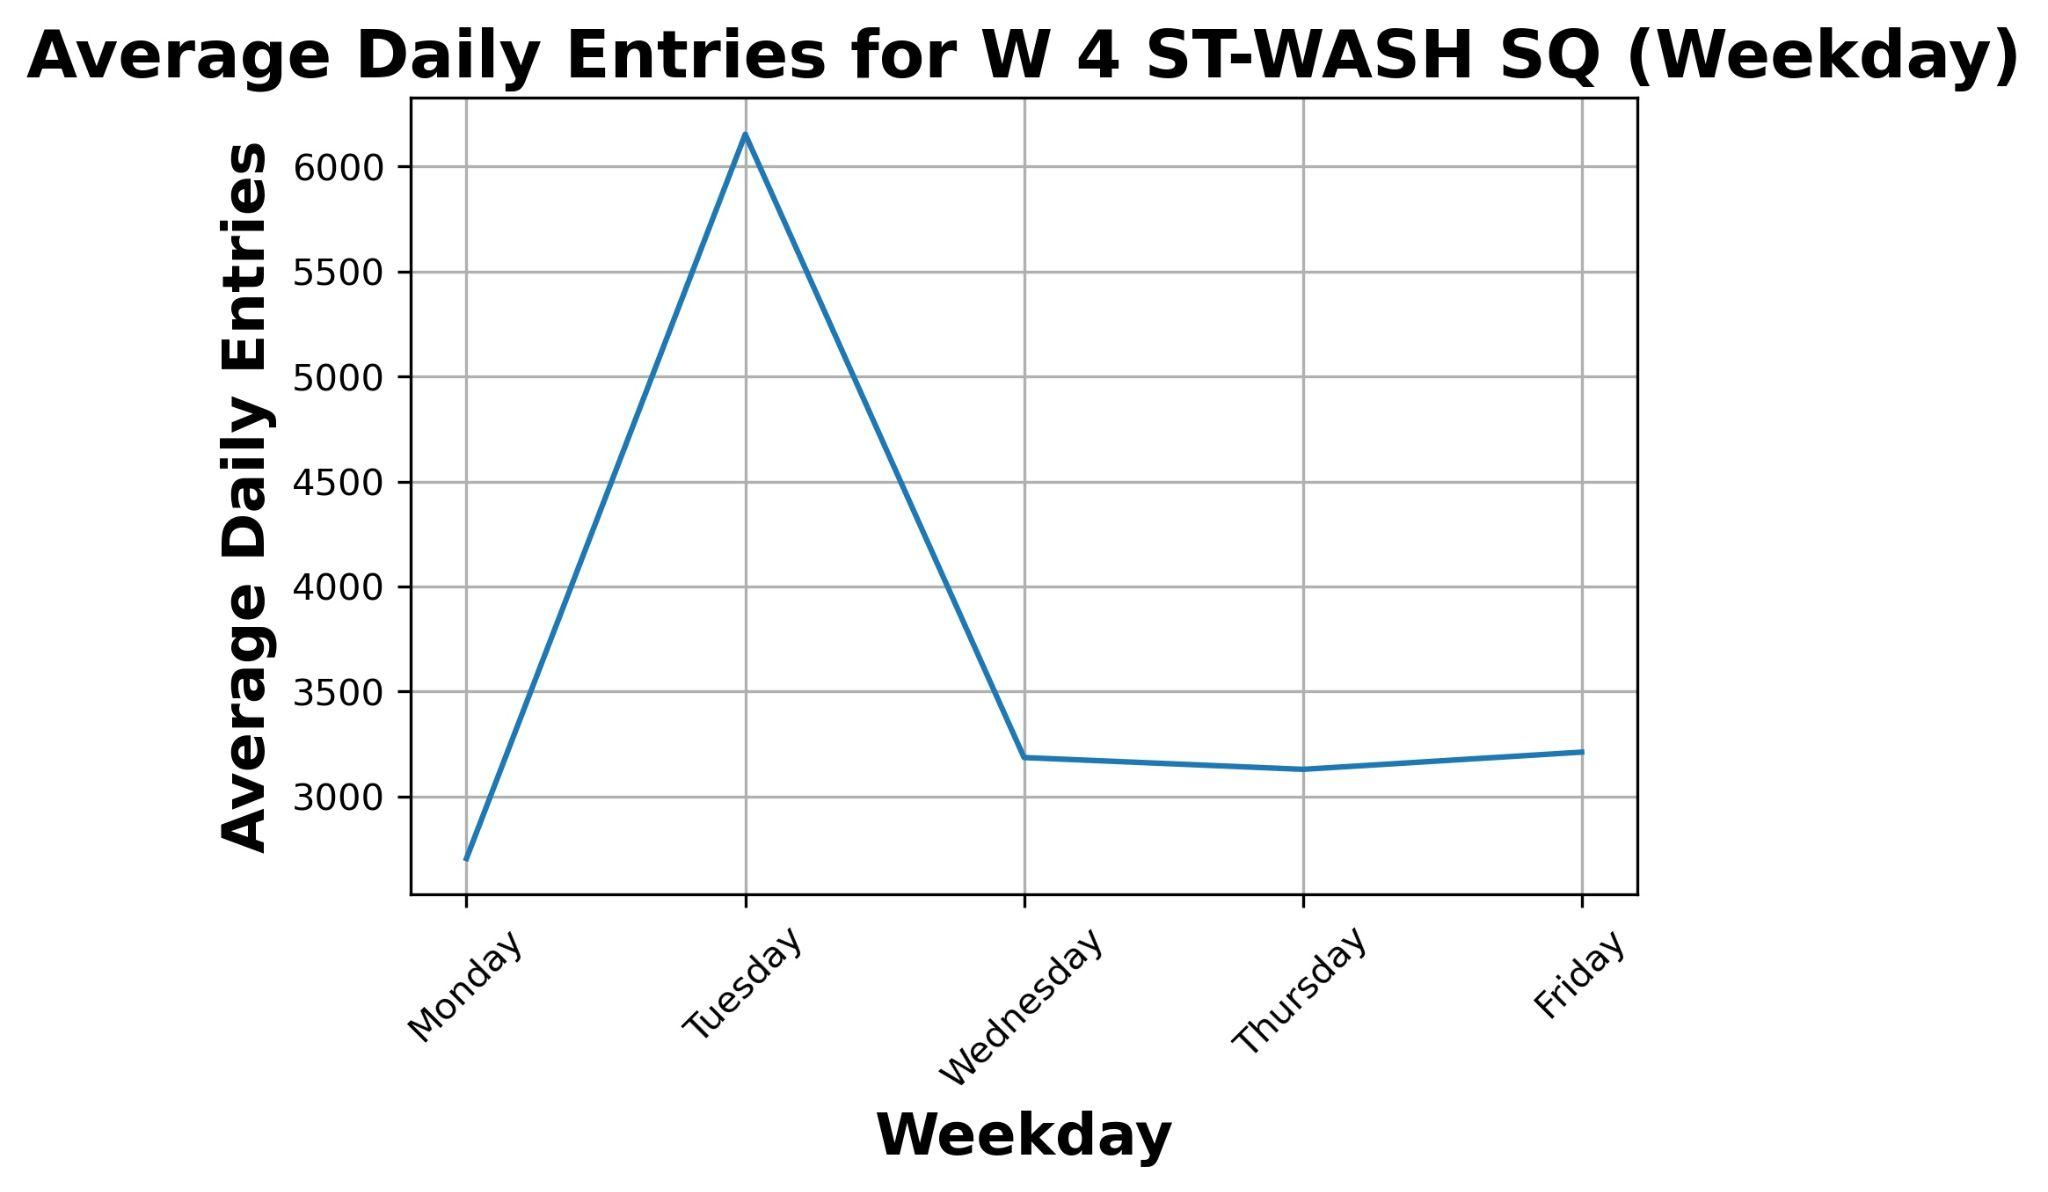 Average Daily Entries for W 4 ST-WASH SQ (Weekday)
Average Daily Entries
6000
5500
5000
4500
4000
3500
3000
Monday
Tuesday
Wednesday
Thursday
Friday
Weekday